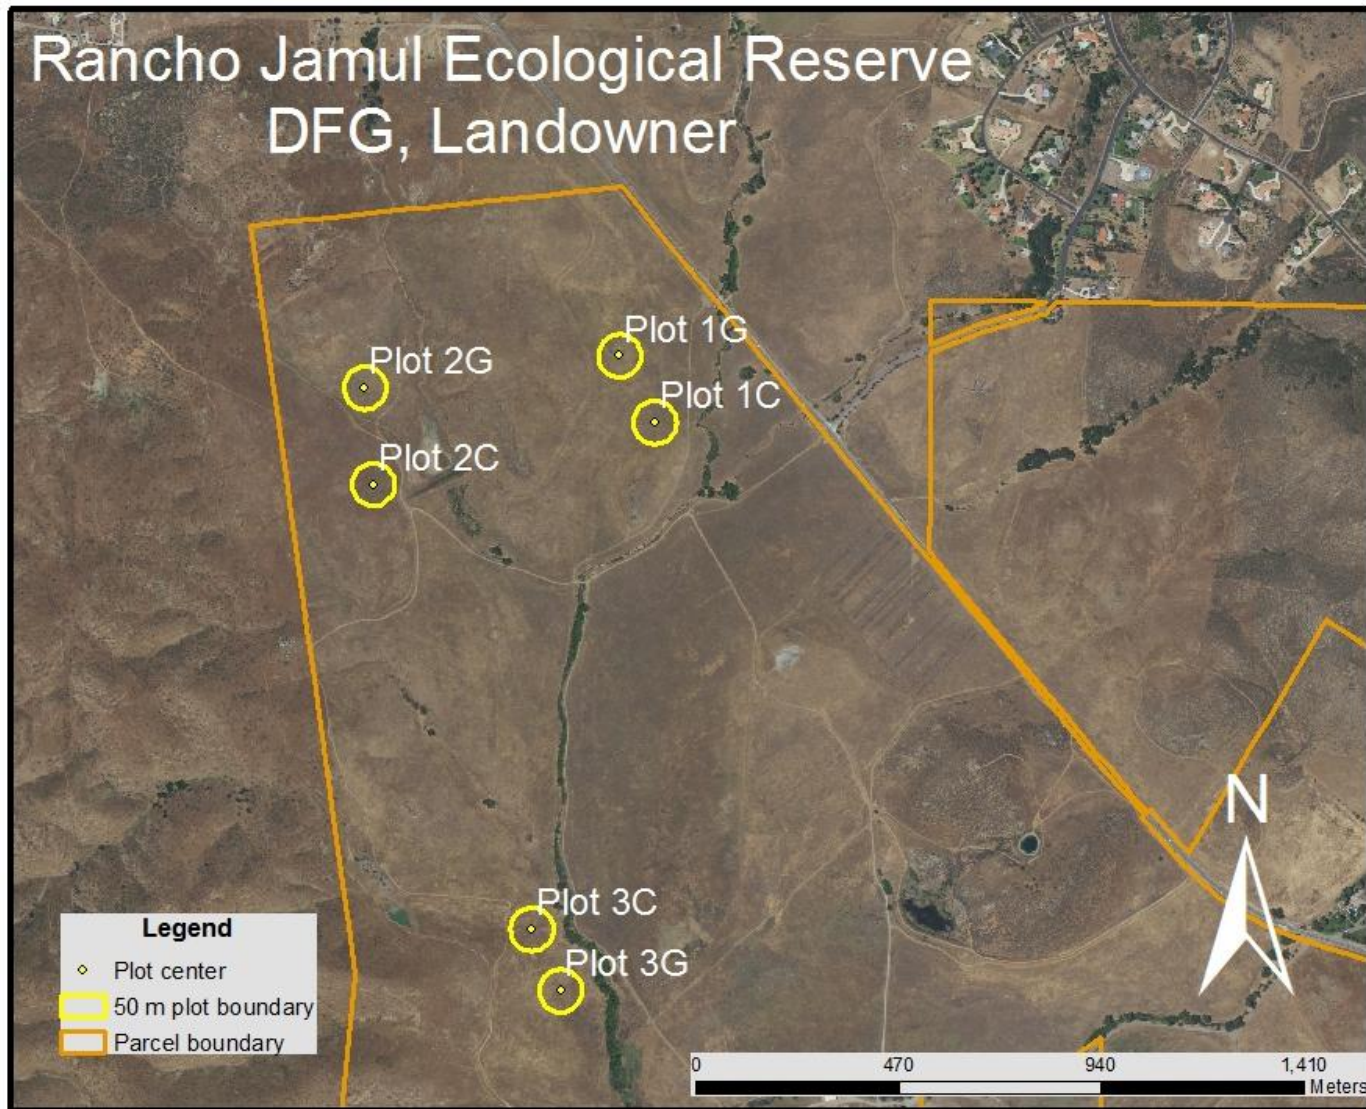 Rancho Jamul Ecological Reserve
DFG, Landowner
Plot 1G
Plot 2G
Plot 1C
Plot 2C
N
Plot 3C
Plot 3G
Legend
Plot center
50 m plot boundary
Parcel boundary
0 470 940 1,410
Meters